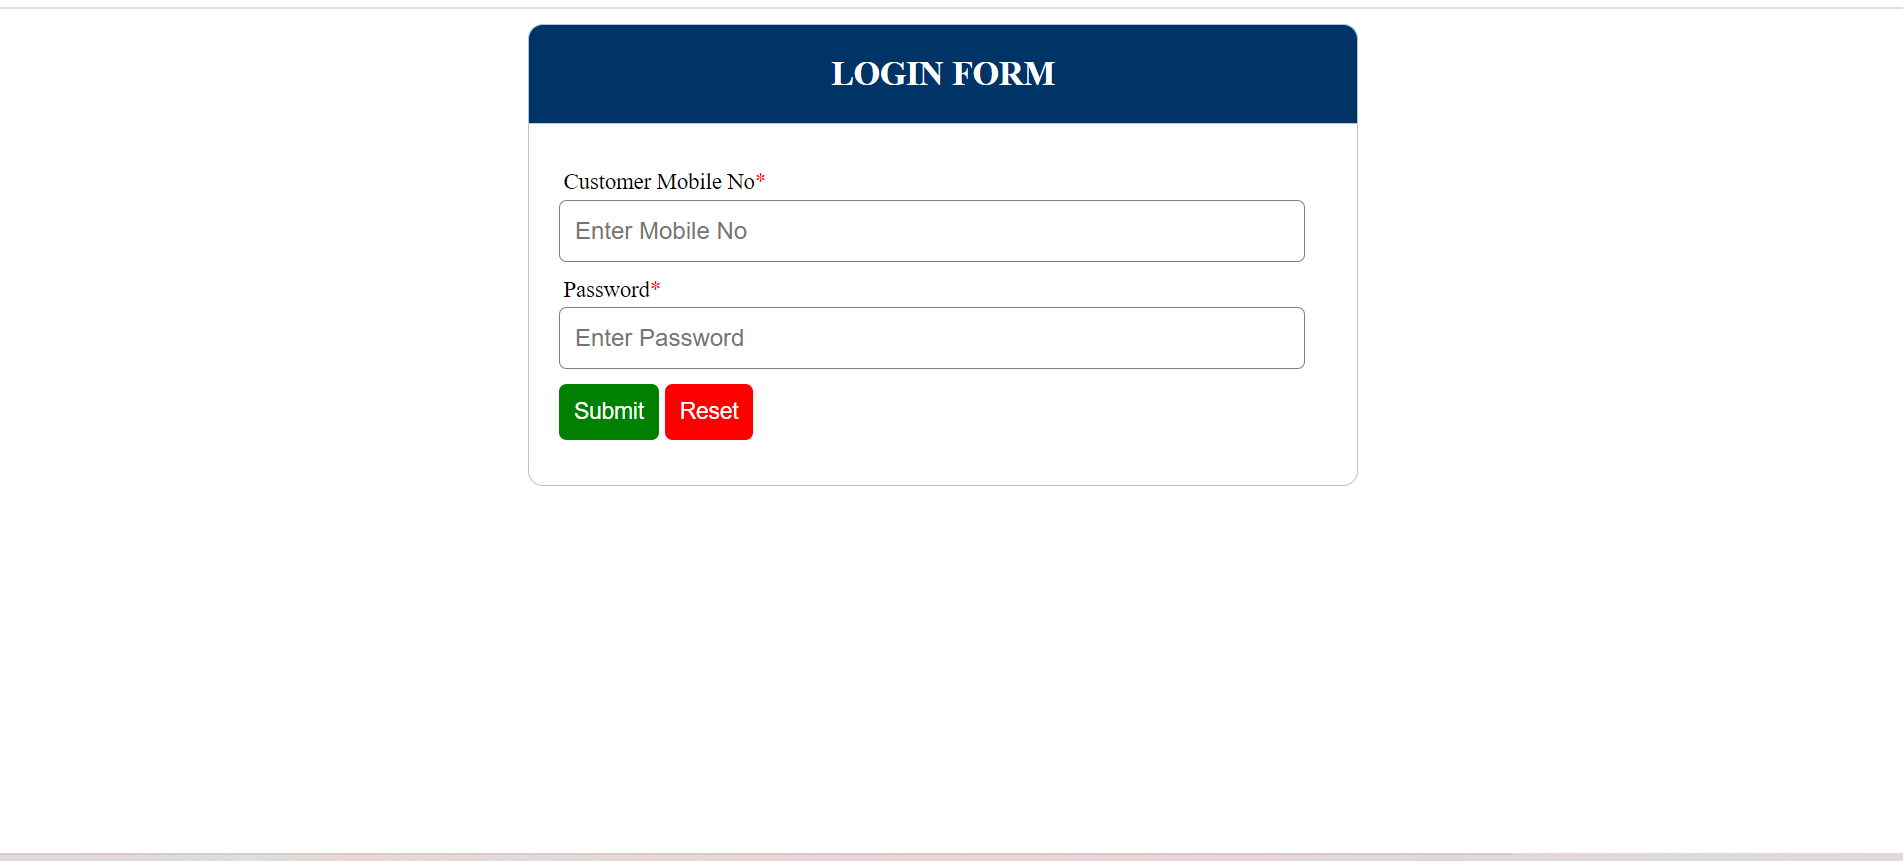 LOGIN FORM
Customer Mobile No*
Enter Mobile No
Password*
Enter Password
Submit Reset